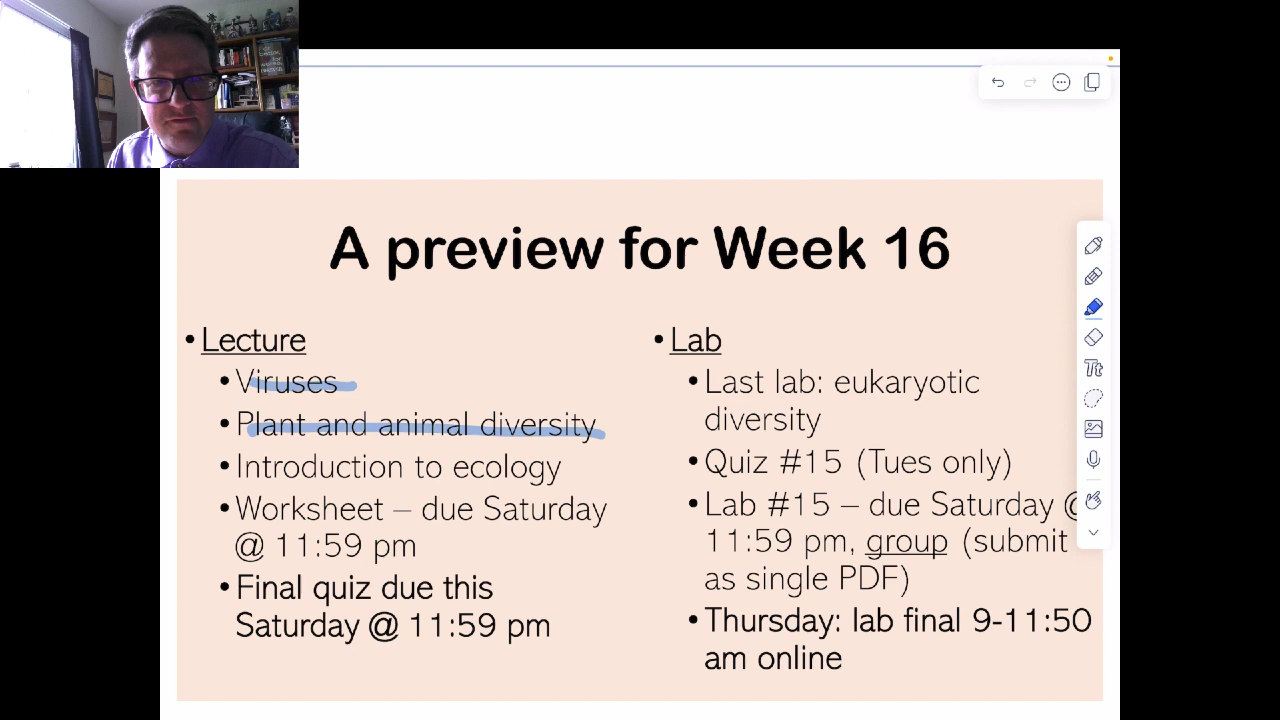 A preview for Week 16
• Lecture
• Viruses
• Plant and animal diversity
• Introduction to ecology
• Worksheet – due Saturday
@ 11:59 pm
• Final quiz due this
Saturday @ 11:59 pm
• Lab
• Last lab: eukaryotic
diversity
• Quiz #15 (Tues only)
• Lab #15 – due Saturday @
11:59 pm, group (submit
as single PDF)
• Thursday: lab final 9-11:50
am online
Tt